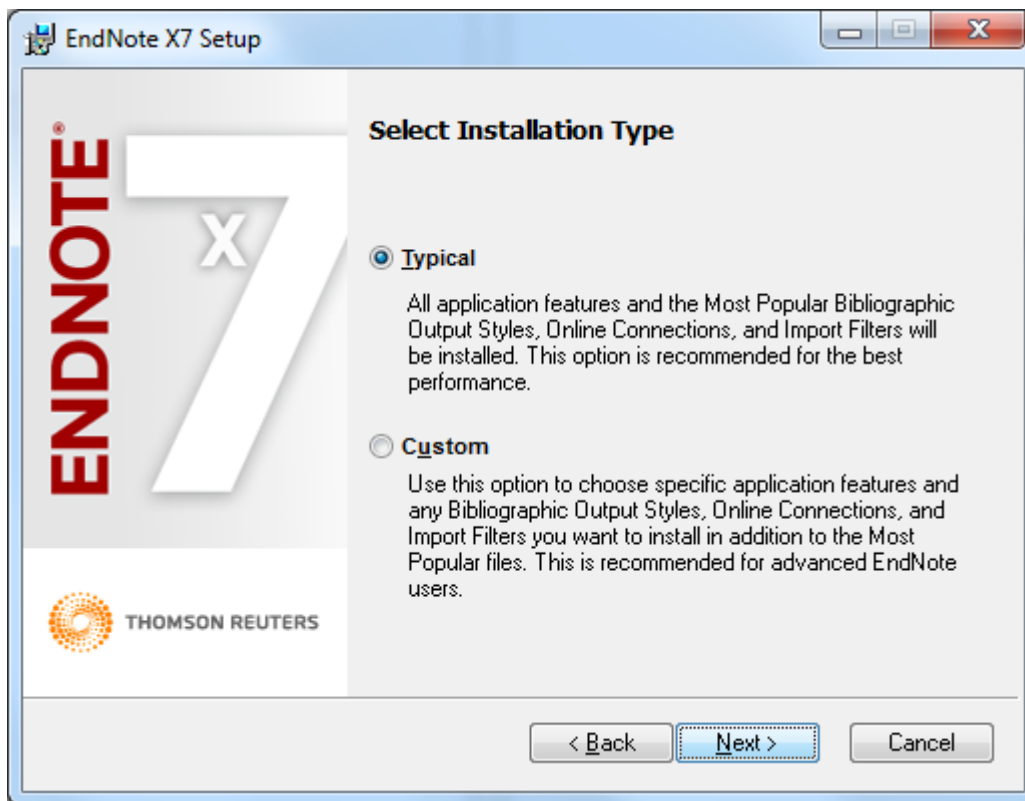 EndNote X7 Setup
ENDNOTE®
X7
Select Installation Type
Typical
All application features and the Most Popular Bibliographic
Output Styles, Online Connections, and Import Filters will
be installed. This option is recommended for the best
performance.
Custom
Use this option to choose specific application features and
any Bibliographic Output Styles, Online Connections, and
Import Filters you want to install in addition to the Most
Popular files. This is recommended for advanced EndNote
users.
THOMSON REUTERS
< Back
Next >
Cancel